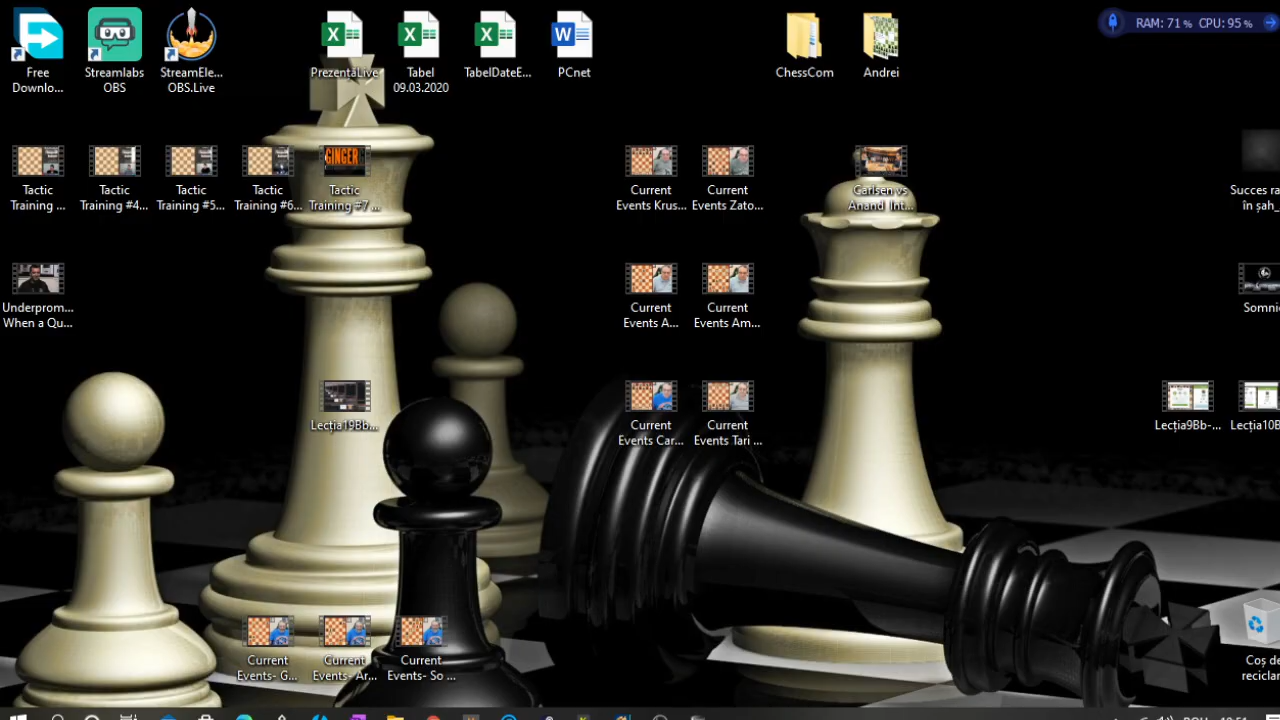 RAM: 71 % CPU: 95 %
Free
Downlo...
Streamlabs
OBS
StreamEle...
OBS.Live
PrezentăLive
Tabel
09.03.2020
TabelDateE...
PCnet
ChessCom
Andrei
Tactic
Training ...
Tactic
Training #4...
Tactic
Training #5...
Tactic
Training #6...
GINGER
Tactic
Training #7 ...
Current
Events Krus...
Current
Events Zato...
Carlsen vs
Anand_Int...
Succes ra
în șah_
Underprom...
When a Qu...
Current
Events A...
Current
Events Am...
Somni
Lecția19Bb...
Current
Events Car...
Current
Events Tari ...
Lecția9Bb-...
Lecția10B
Current
Events- G...
Current
Events- Ar...
Current
Events- So ...
Coș de
reciclar